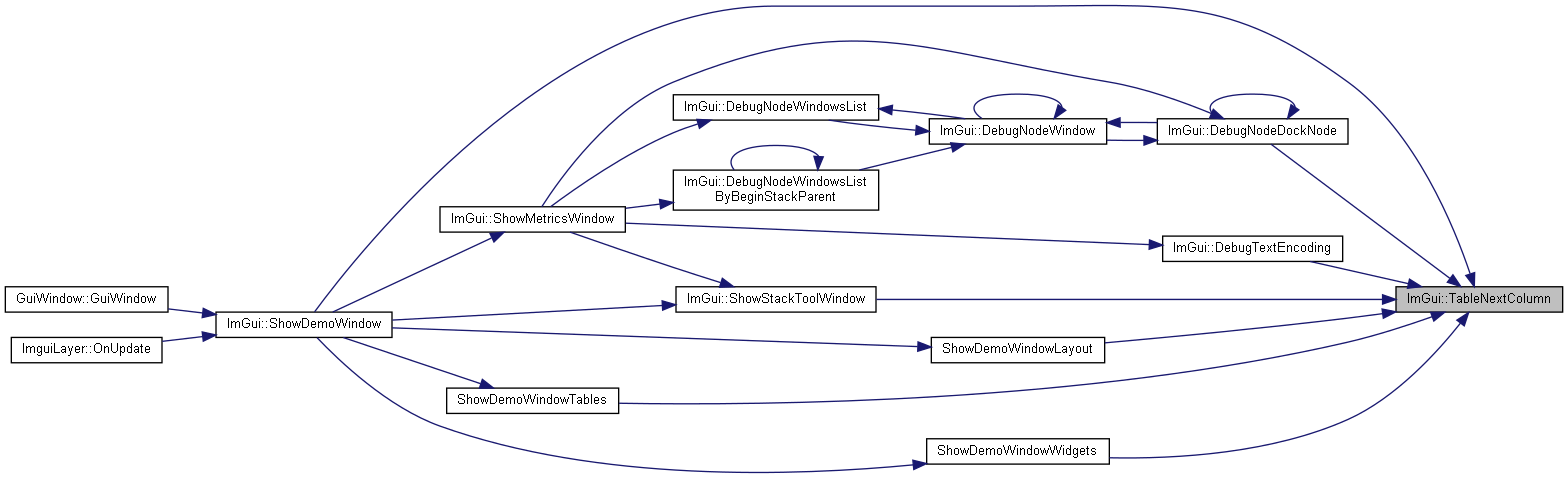 ImGui::DebugNodeWindowsList
ImGui::DebugNodeWindow
ImGui::DebugNodeDockNode
ImGui::DebugNodeWindowsList
ByBeginStackParent
ImGui::ShowMetricsWindow
ImGui::DebugTextEncoding
GuiWindow::GuiWindow
ImGui::ShowStackToolWindow
ImGui::TableNextColumn
ImGui::ShowDemoWindow
ImguiLayer::OnUpdate
ShowDemoWindowLayout
ShowDemoWindowTables
ShowDemoWindowWidgets